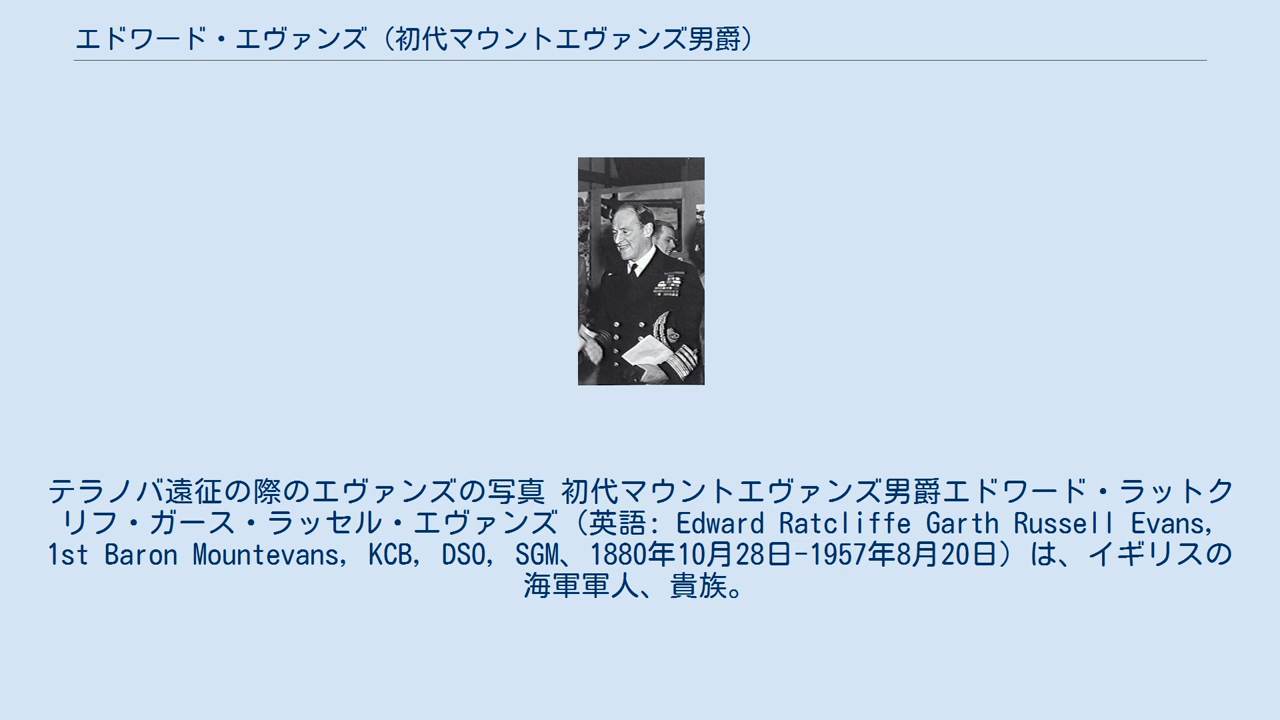 エドワード・エヴァンズ（初代マウントエヴァンズ男爵）
テラノバ遠征の際のエヴァンズの写真 初代マウントエヴァンズ男爵エドワード・ラットク
リフ・ガース・ラッセル・エヴァンズ（英語: Edward Ratcliffe Garth Russell Evans,
1st Baron Mountevans, KCB, DSO, SGM、1880年10月28日-1957年8月20日）は、イギリスの
海軍軍人、貴族。